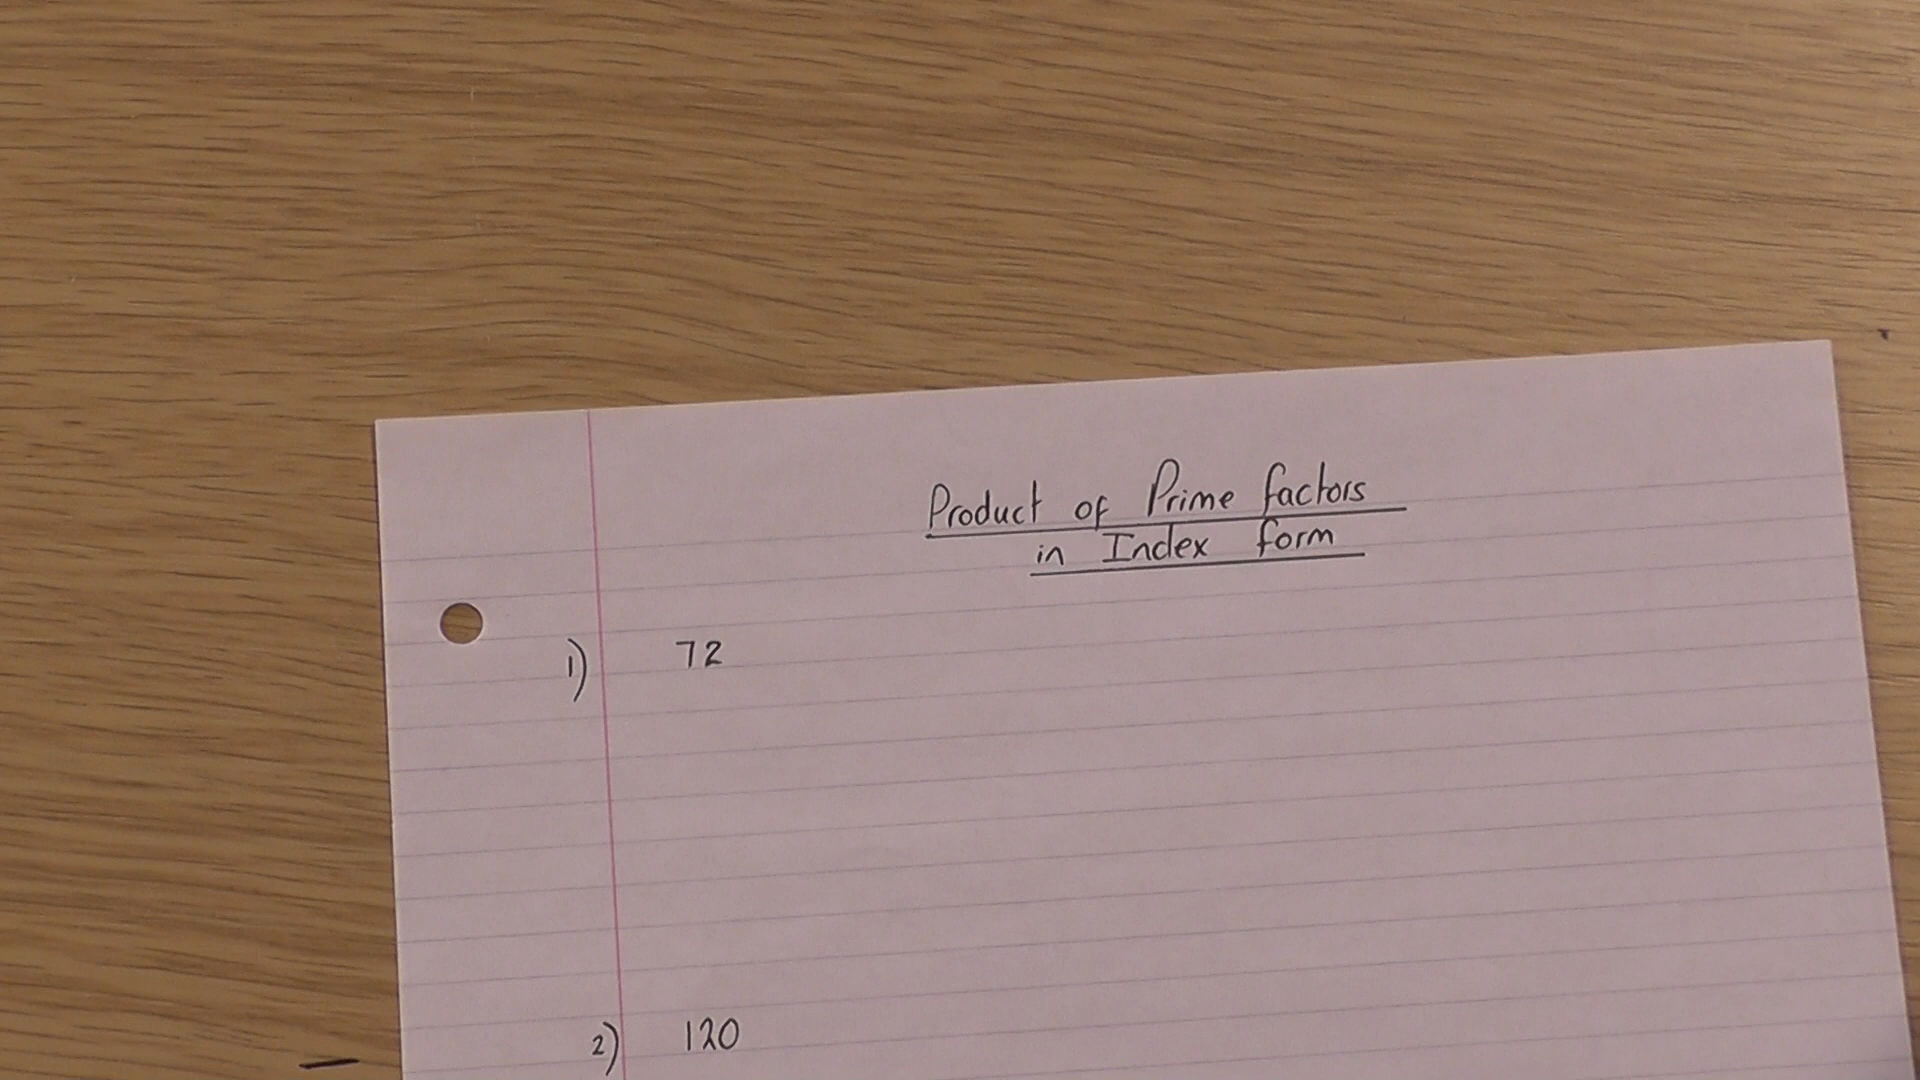 Product of Prime factors
in Index form
1) 72
2) 120